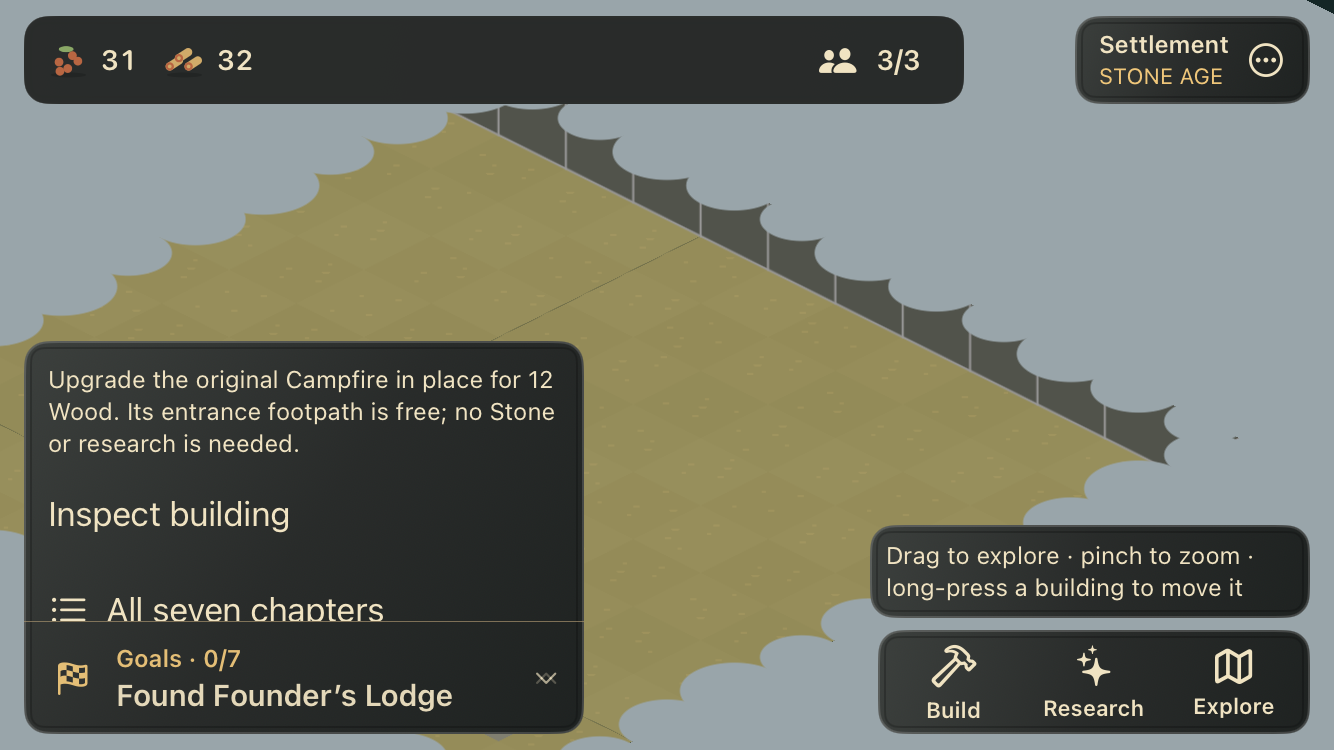 31 32 3/3
Settlement
STONE AGE
Upgrade the original Campfire in place for 12
Wood. Its entrance footpath is free; no Stone
or research is needed.
Inspect building
All seven chapters
Goals · 0/7
Found Founder’s Lodge
Drag to explore · pinch to zoom ·
long-press a building to move it
Build Research Explore